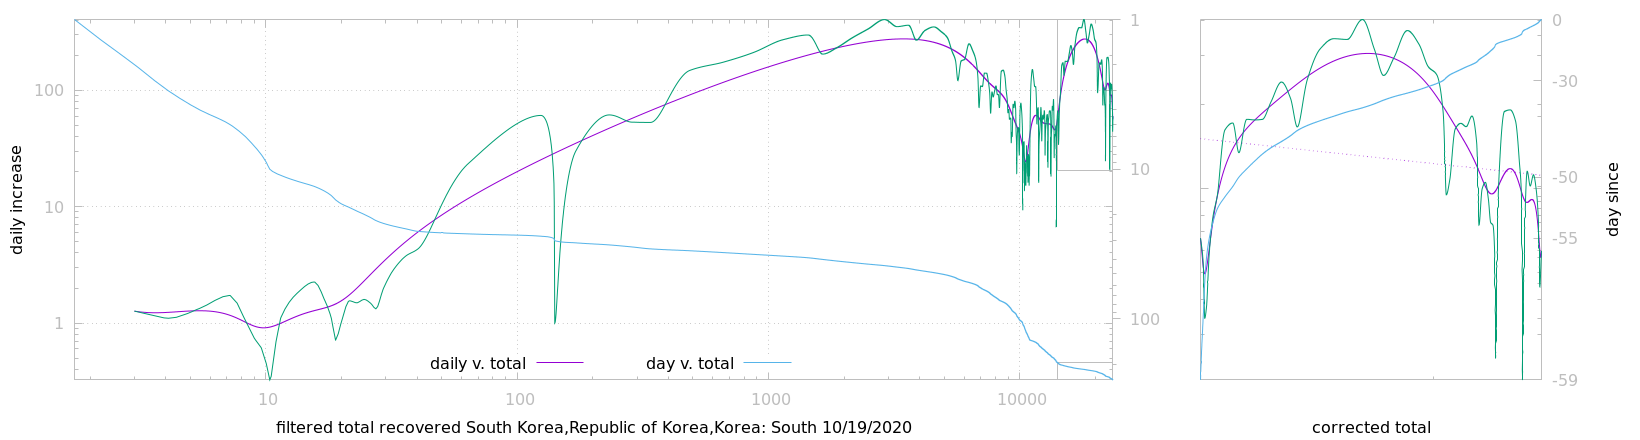 daily increase
100
10
1
daily v. total
day v. total
1
10
100
10
100
1000
10000
filtered total recovered South Korea,Republic of Korea,Korea: South 10/19/2020
0
-30
-50
-55
-59
day since
corrected total